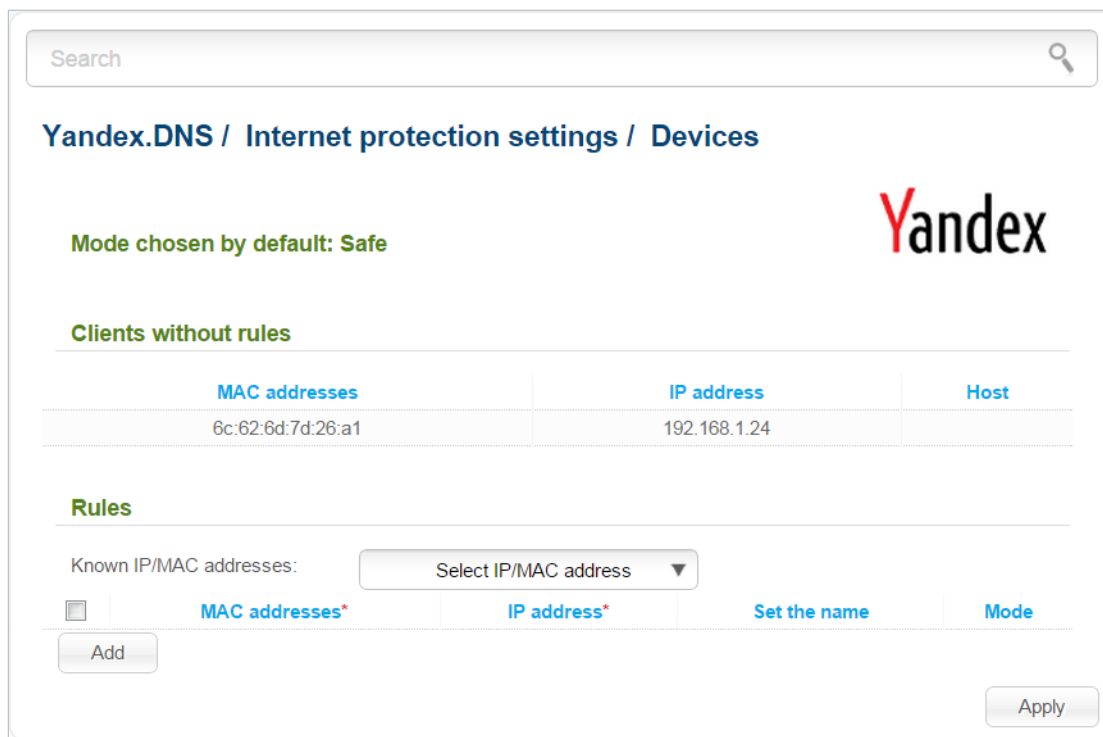 Search
Yandex.DNS / Internet protection settings / Devices
Yandex
Mode chosen by default: Safe
Clients without rules
MAC addresses IP address Host
6c:62:6d:7d:26:a1 192.168.1.24
Rules
Known IP/MAC addresses: Select IP/MAC address
MAC addresses* IP address* Set the name Mode
Add
Apply